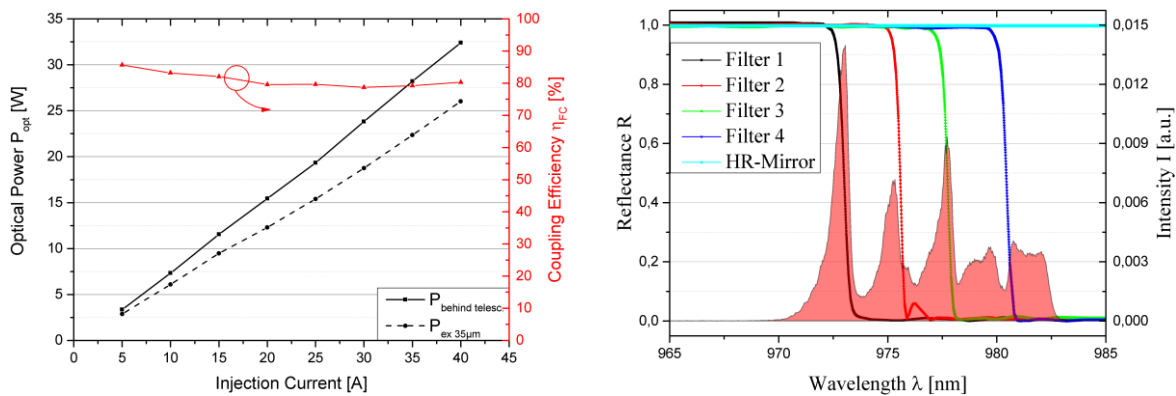 35
30
25
20
15
10
5
0
Optical Power P_opt [W]
0 5 10 15 20 25 30 35 40 45
Injection Current [A]
100
90
80
70
60
50
40
30
20
10
0
Coupling Efficiency η_FC [%]
P_behind telesc.
P_ex 35µm
1.0
0.8
0.6
0.4
0.2
0.0
Reflectance R
Filter 1
Filter 2
Filter 3
Filter 4
HR-Mirror
965 970 975 980 985
Wavelength λ [nm]
0,015
0,012
0,009
0,006
0,003
0,000
Intensity I [a.u.]